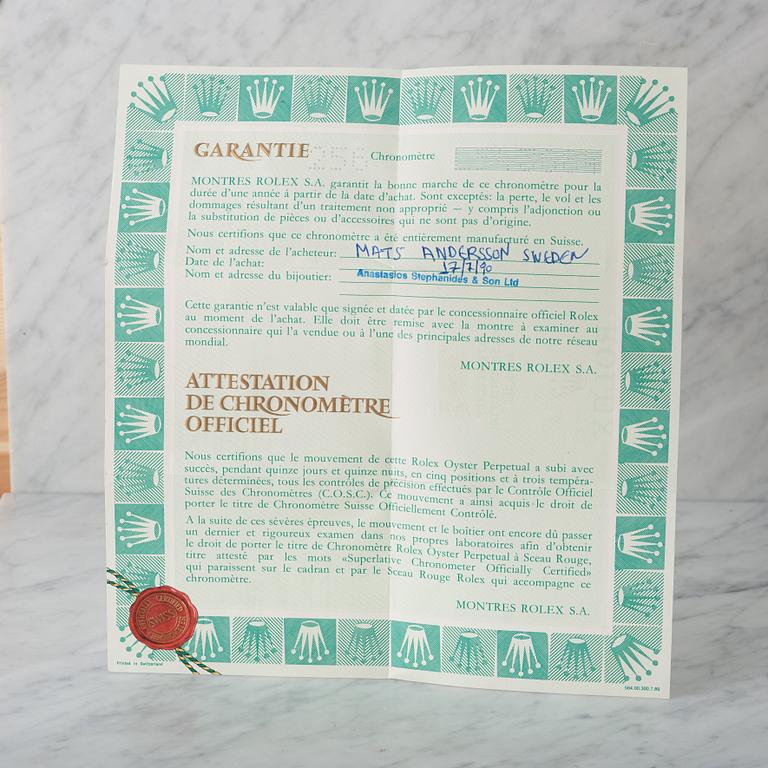 GARANTIE
Chronomètre
MONTRES ROLEX S.A. garantit la bonne marche de ce chronomètre pour la
durée d'une année à partir de la date d'achat. Sont exceptés: la perte, le vol et les
dommages résultant d'un traitement non approprié – y compris l'adjonction ou
la substitution de pièces ou d'accessoires qui ne sont pas d'origine.
Nous certifions que ce chronomètre a été entièrement manufacturé en Suisse.
Nom et adresse de l'acheteur: MATS ANDERSSON SWEDEN
Date de l'achat: 17/7/90
Nom et adresse du bijoutier: Anastasios Stephanides & Son Ltd
Cette garantie n'est valable que signée et datée par le concessionnaire officiel Rolex
au moment de l'achat. Elle doit être remise avec la montre à examiner au
concessionnaire qui l'a vendue ou à l'une des principales adresses de notre réseau
mondial.
MONTRES ROLEX S.A.
ATTESTATION
DE CHRONOMÈTRE
OFFICIEL
Nous certifions que le mouvement de cette Rolex Oyster Perpetual a subi avec
succès, pendant quinze jours et quinze nuits, en cinq positions et à trois tempéra-
tures déterminées, tous les contrôles de précision effectués par le Contrôle Officiel
Suisse des Chronomètres (C.O.S.C.). Ce mouvement a ainsi acquis le droit de
porter le titre de Chronomètre Suisse Officiellement Contrôlé.
A la suite de ces sévères épreuves, le mouvement et le boîtier ont encore dû passer
un dernier et rigoureux examen dans nos propres laboratoires afin d'obtenir
le droit de porter le titre de Chronomètre Rolex Oyster Perpetual à Sceau Rouge,
titre attesté par les mots «Superlative Chronometer Officially Certified»
qui paraissent sur le cadran et par le Sceau Rouge Rolex qui accompagne ce
chronomètre.
MONTRES ROLEX S.A.
SWISS
Printed in Switzerland